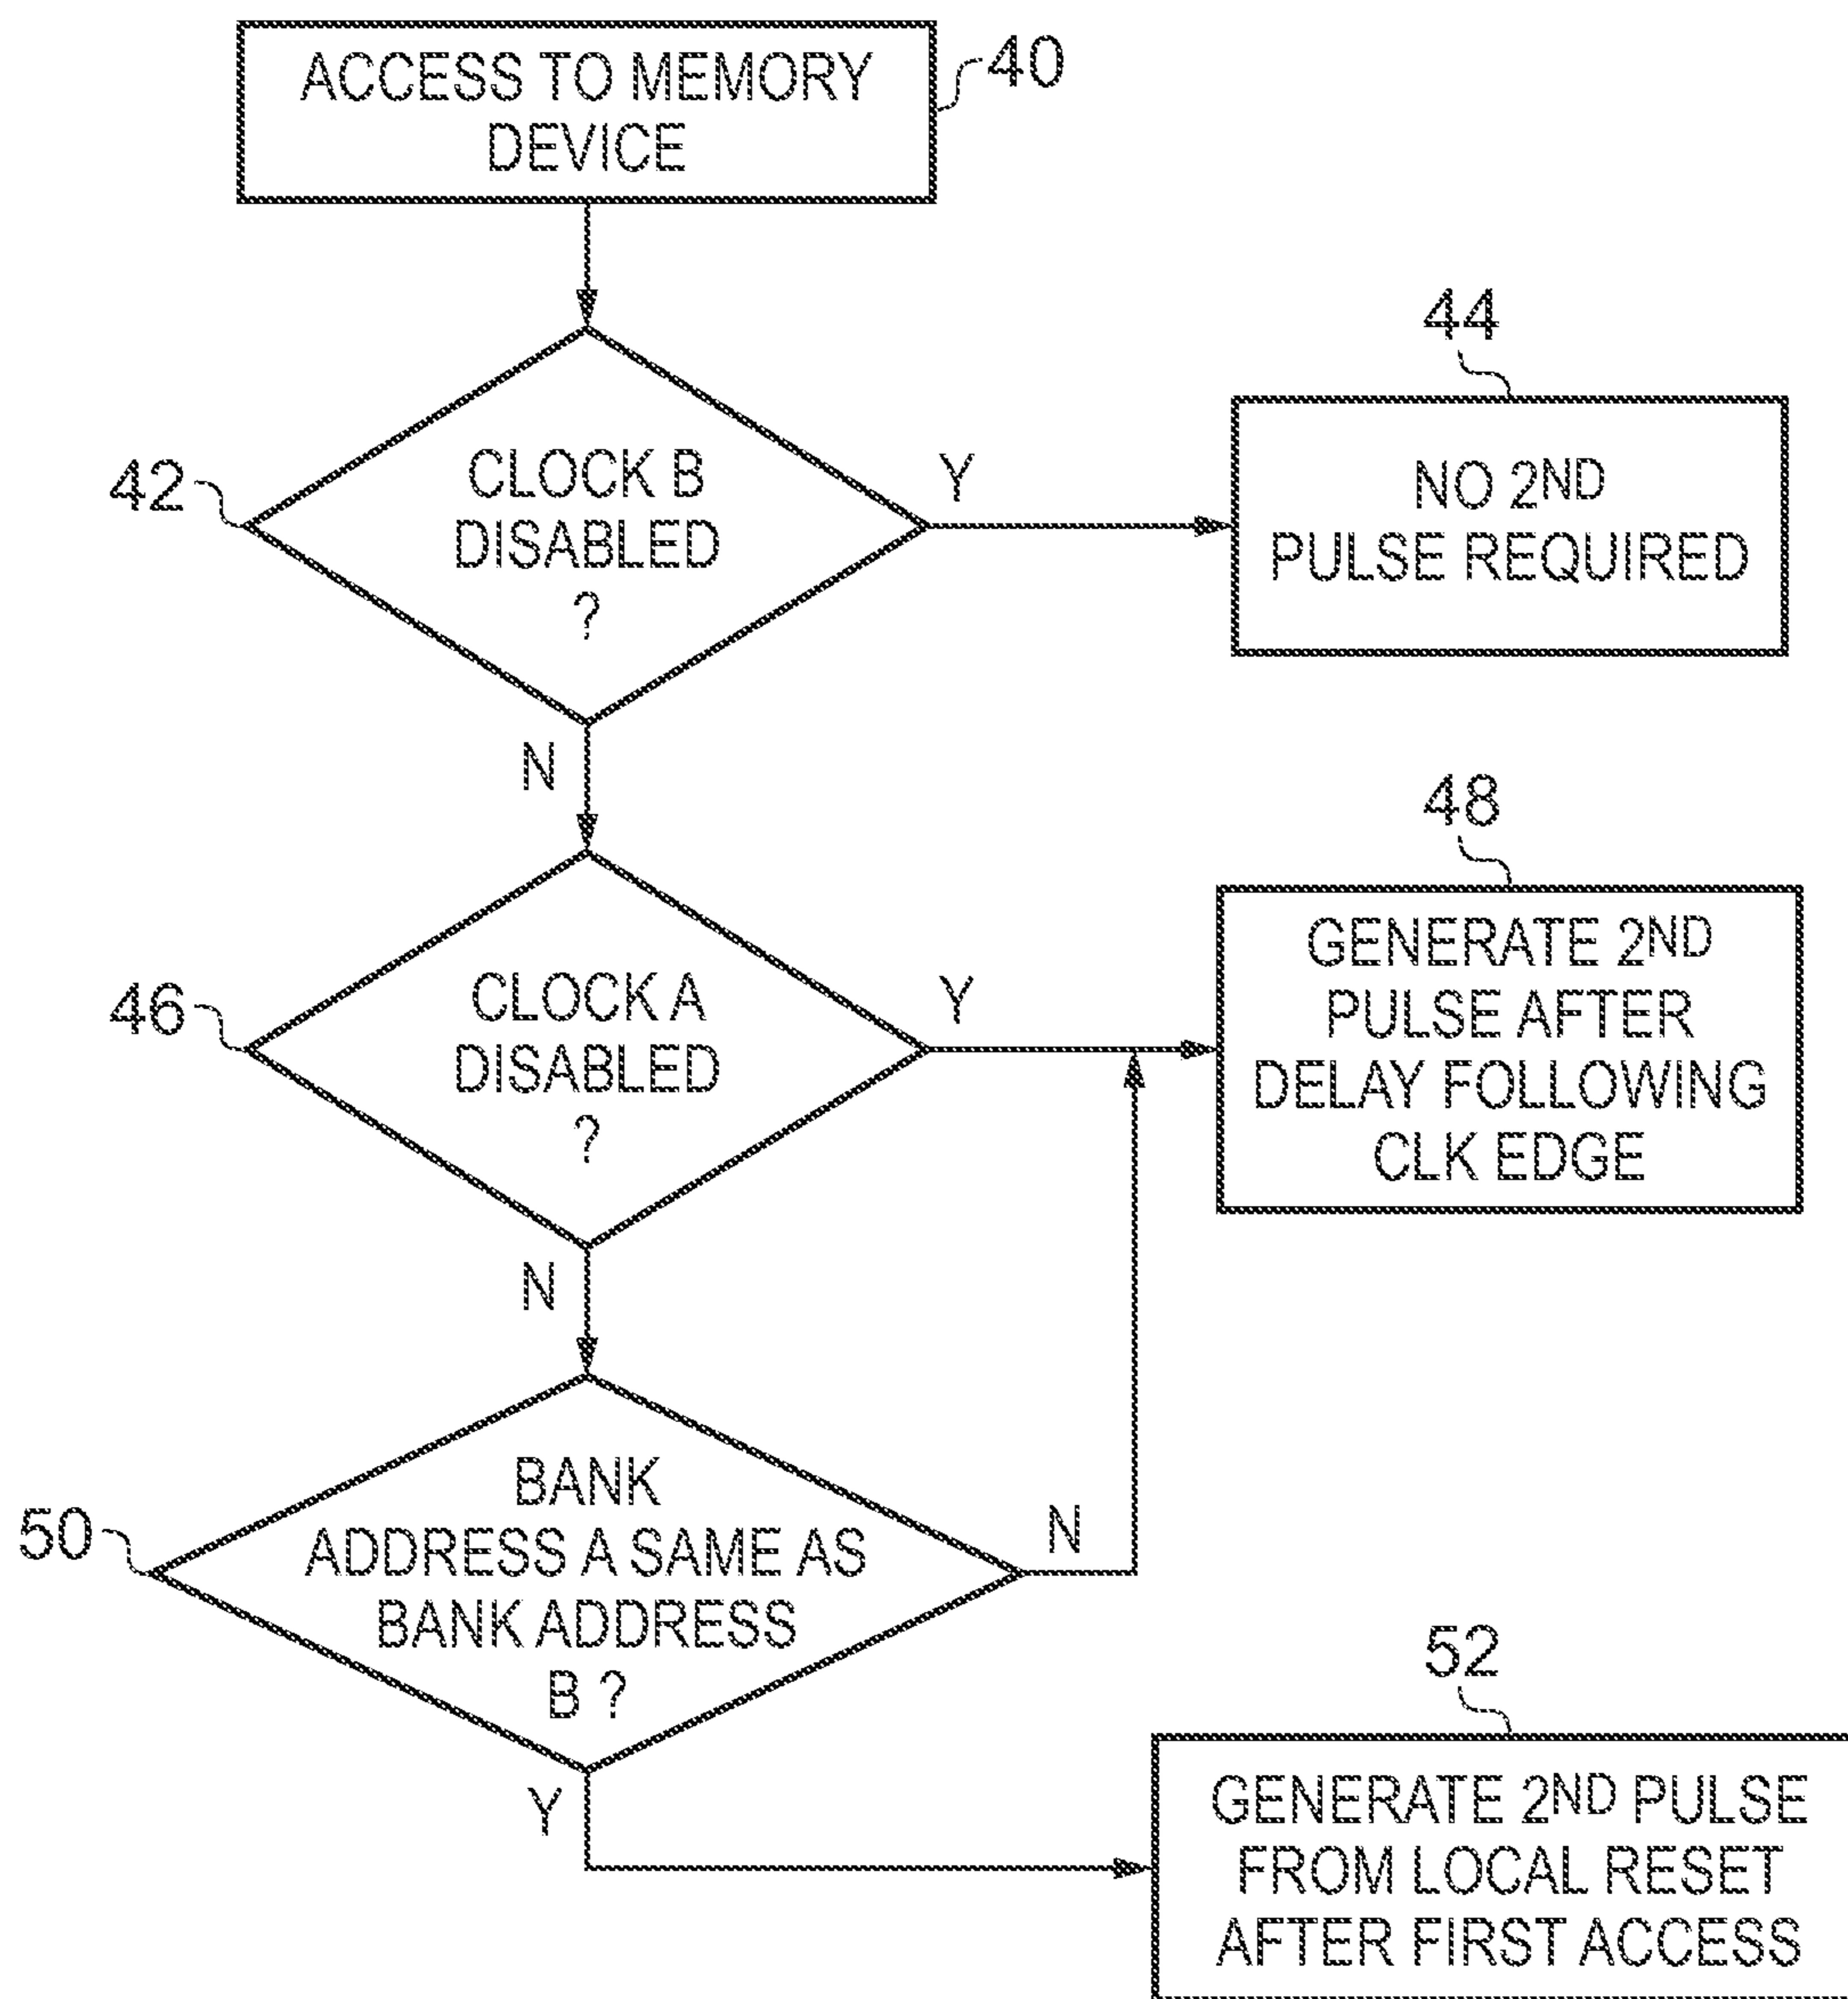 ACCESS TO MEMORY
DEVICE
40
42
CLOCK B
DISABLED
?
Y
N
44
NO 2ND
PULSE REQUIRED
46
CLOCK A
DISABLED
?
Y
N
48
GENERATE 2ND
PULSE AFTER
DELAY FOLLOWING
CLK EDGE
50
BANK
ADDRESS A SAME AS
BANK ADDRESS
B ?
N
Y
52
GENERATE 2ND PULSE
FROM LOCAL RESET
AFTER FIRST ACCESS